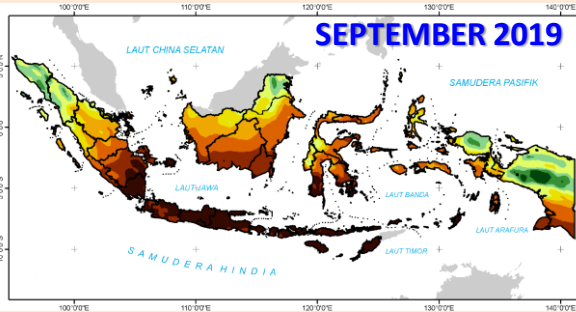 100°0'0"E 110°0'0"E 120°0'0"E 130°0'0"E 140°0'0"E
SEPTEMBER 2019
LAUT CHINA SELATAN
SAMUDERA PASIFIK
LAUT JAWA
LAUT BANDA
LAUT ARAFURA
LAUT TIMOR
SAMUDERA HINDIA
100°0'0"E 110°0'0"E 120°0'0"E 130°0'0"E 140°0'0"E